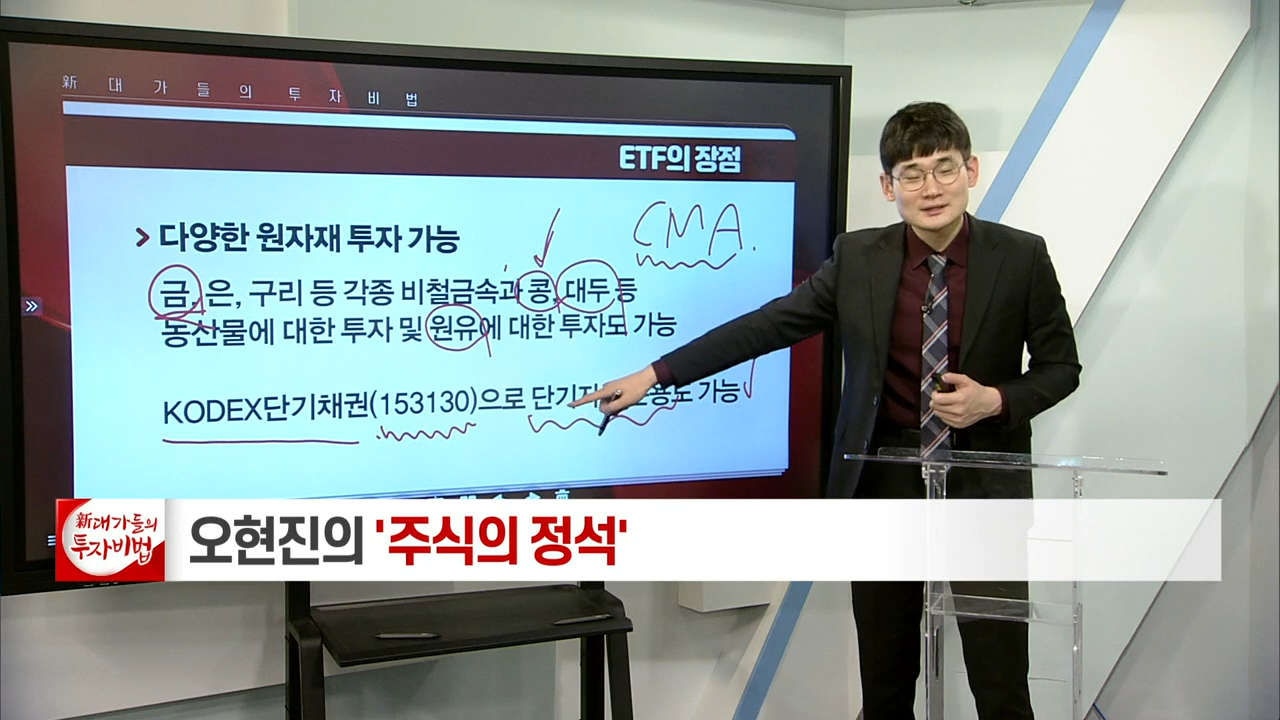 新 대가들의 투자비법
ETF의 장점
> 다양한 원자재 투자 가능
CMA.
금, 은, 구리 등 각종 비철금속과 콩, 대두 등
농산물에 대한 투자 및 원유에 대한 투자도 가능
KODEX단기채권(153130)으로 단기자 도 가능
»
新대가들의
투자비법
오현진의 '주식의 정석'